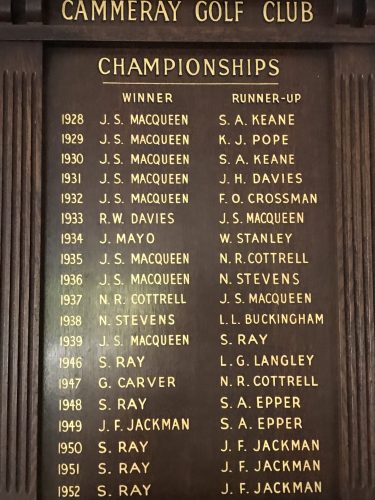 CAMMERAY GOLF CLUB
CHAMPIONSHIPS
WINNER RUNNER-UP
1928 J. S. MACQUEEN S. A. KEANE
1929 J. S. MACQUEEN K. J. POPE
1930 J. S. MACQUEEN S. A. KEANE
1931 J. S. MACQUEEN J. H. DAVIES
1932 J. S. MACQUEEN F. O. CROSSMAN
1933 R. W. DAVIES J. S. MACQUEEN
1934 J. MAYO W. STANLEY
1935 J. S. MACQUEEN N. R. COTTRELL
1936 J. S. MACQUEEN N. STEVENS
1937 N. R. COTTRELL J. S. MACQUEEN
1938 N. STEVENS L. L. BUCKINGHAM
1939 J. S. MACQUEEN S. RAY
1946 S. RAY L. G. LANGLEY
1947 G. CARVER N. R. COTTRELL
1948 S. RAY S. A. EPPER
1949 J. F. JACKMAN S. A. EPPER
1950 S. RAY J. F. JACKMAN
1951 S. RAY J. F. JACKMAN
1952 S. RAY J. F. JACKMAN